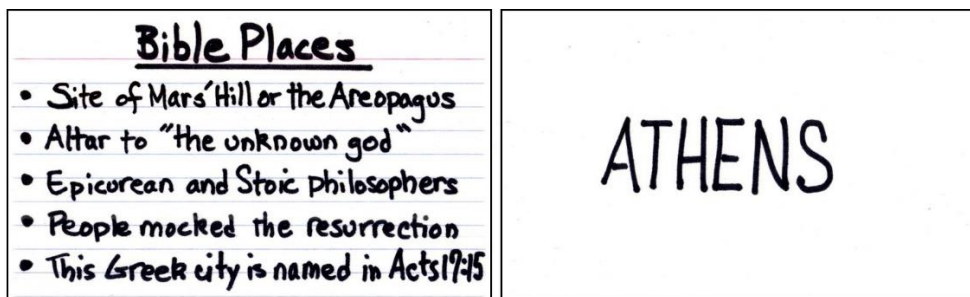 Bible Places
• Site of Mars' Hill or the Areopagus
• Altar to "the unknown god"
• Epicurean and Stoic philosophers
• People mocked the resurrection
• This Greek city is named in Acts 17:15
ATHENS